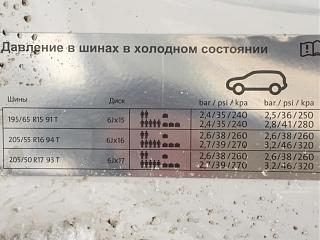 Давление в шинах в холодном состоянии
Шины Диск bar / psi / kpa bar / psi / kpa
195/65 R15 91 T 6Jx15 2,4/35/240 2,5/36/250
2,4/35/240 2,8/41/280
205/55 R16 94 T 6Jx16 2,6/38/260 2,6/38/260
2,7/39/270 3,2/46/320
205/50 R17 93 T 6Jx17 2,6/38/260 2,6/38/260
2,7/39/270 3,2/46/320